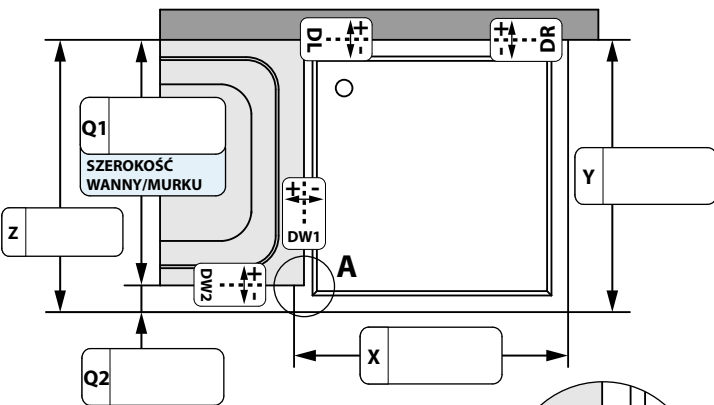 DL + -
+ - DR
Q1
SZEROKOŚĆ
WANNY/MURKU
Y
+ -
DW1
Z
DW2 + -
A
X
Q2